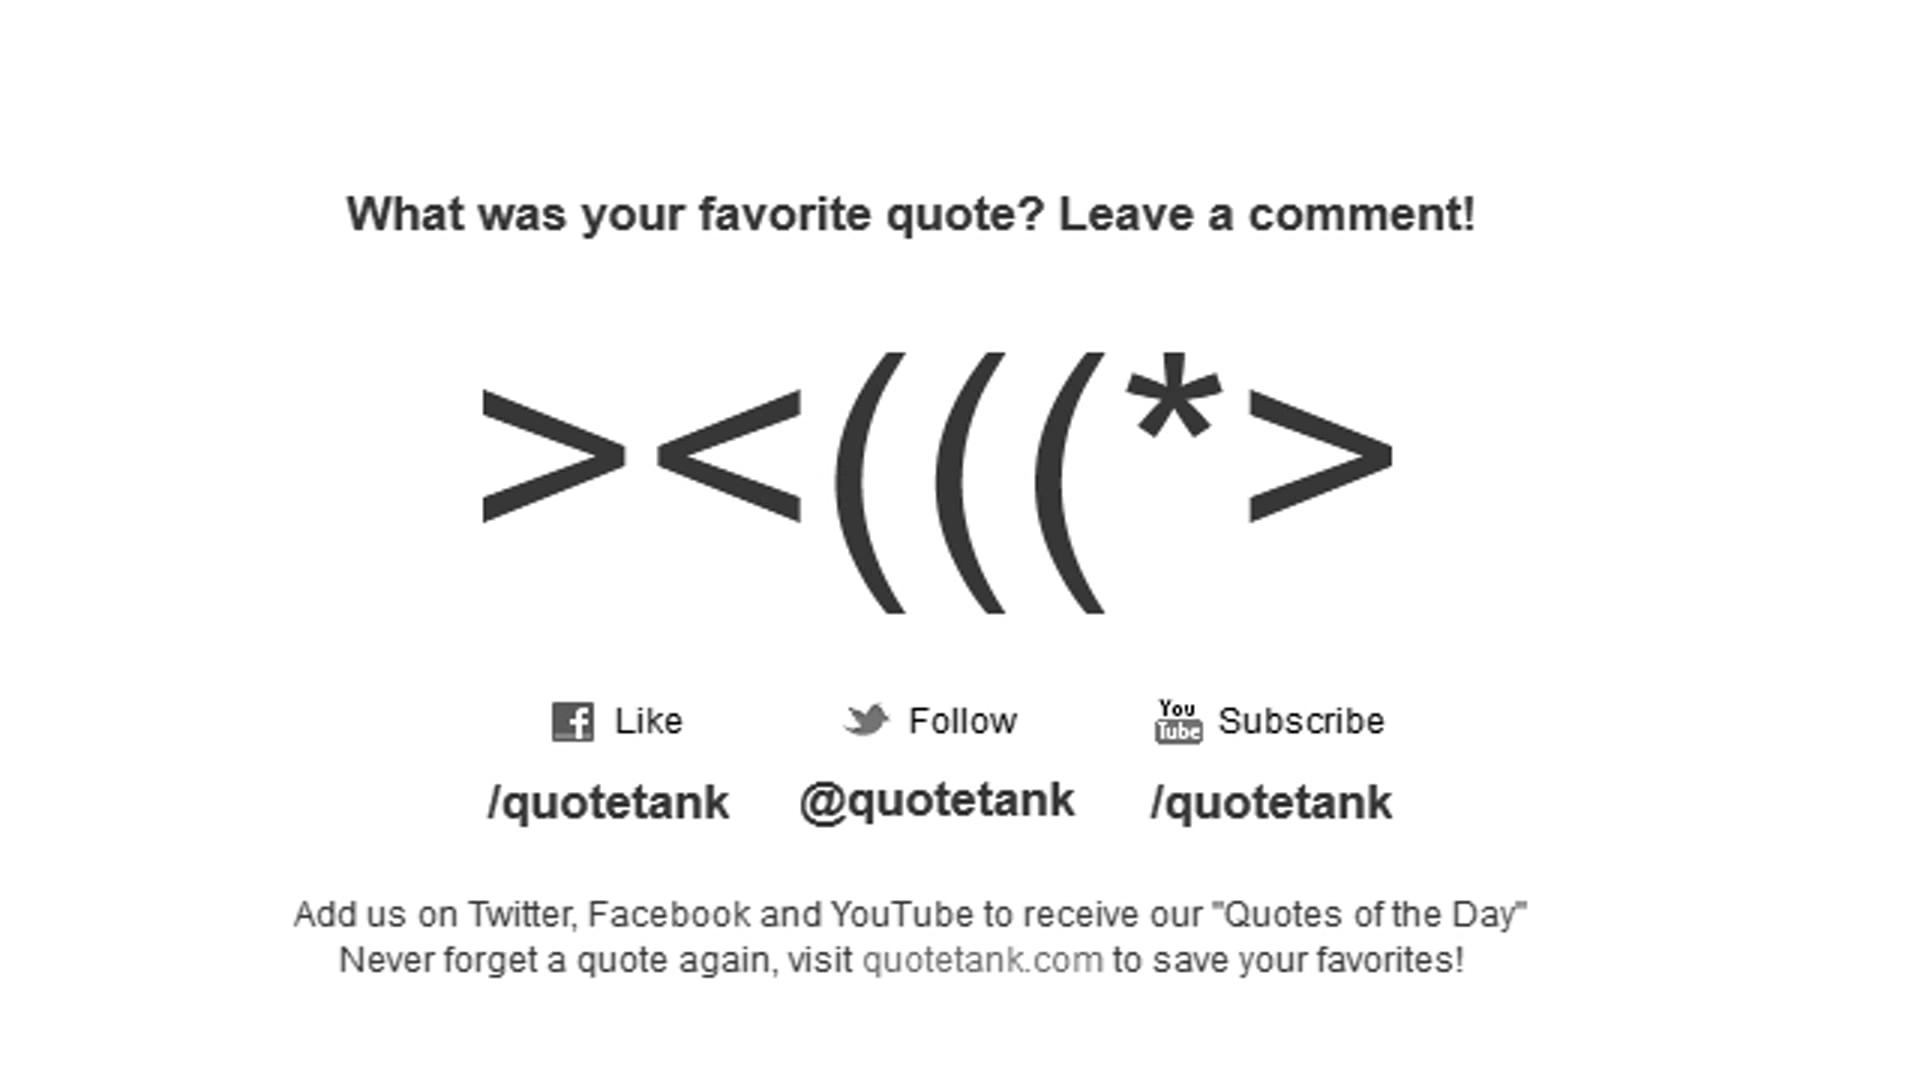 What was your favorite quote? Leave a comment!
><(((*>
f Like Follow You Tube Subscribe
/quotetank @quotetank /quotetank
Add us on Twitter, Facebook and YouTube to receive our "Quotes of the Day"
Never forget a quote again, visit quotetank.com to save your favorites!